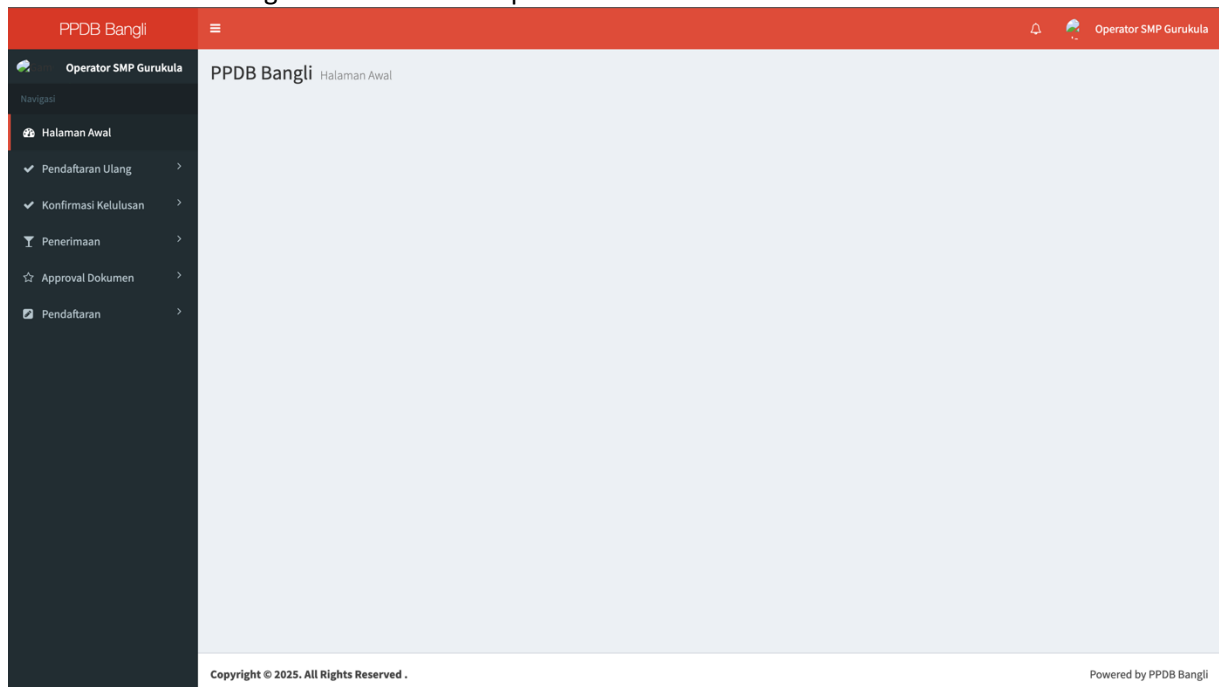 PPDB Bangli
Operator SMP Gurukula
Operator SMP Gurukula
Navigasi
Halaman Awal
Pendaftaran Ulang
Konfirmasi Kelulusan
Penerimaan
Approval Dokumen
Pendaftaran
PPDB Bangli Halaman Awal
Copyright © 2025. All Rights Reserved .
Powered by PPDB Bangli